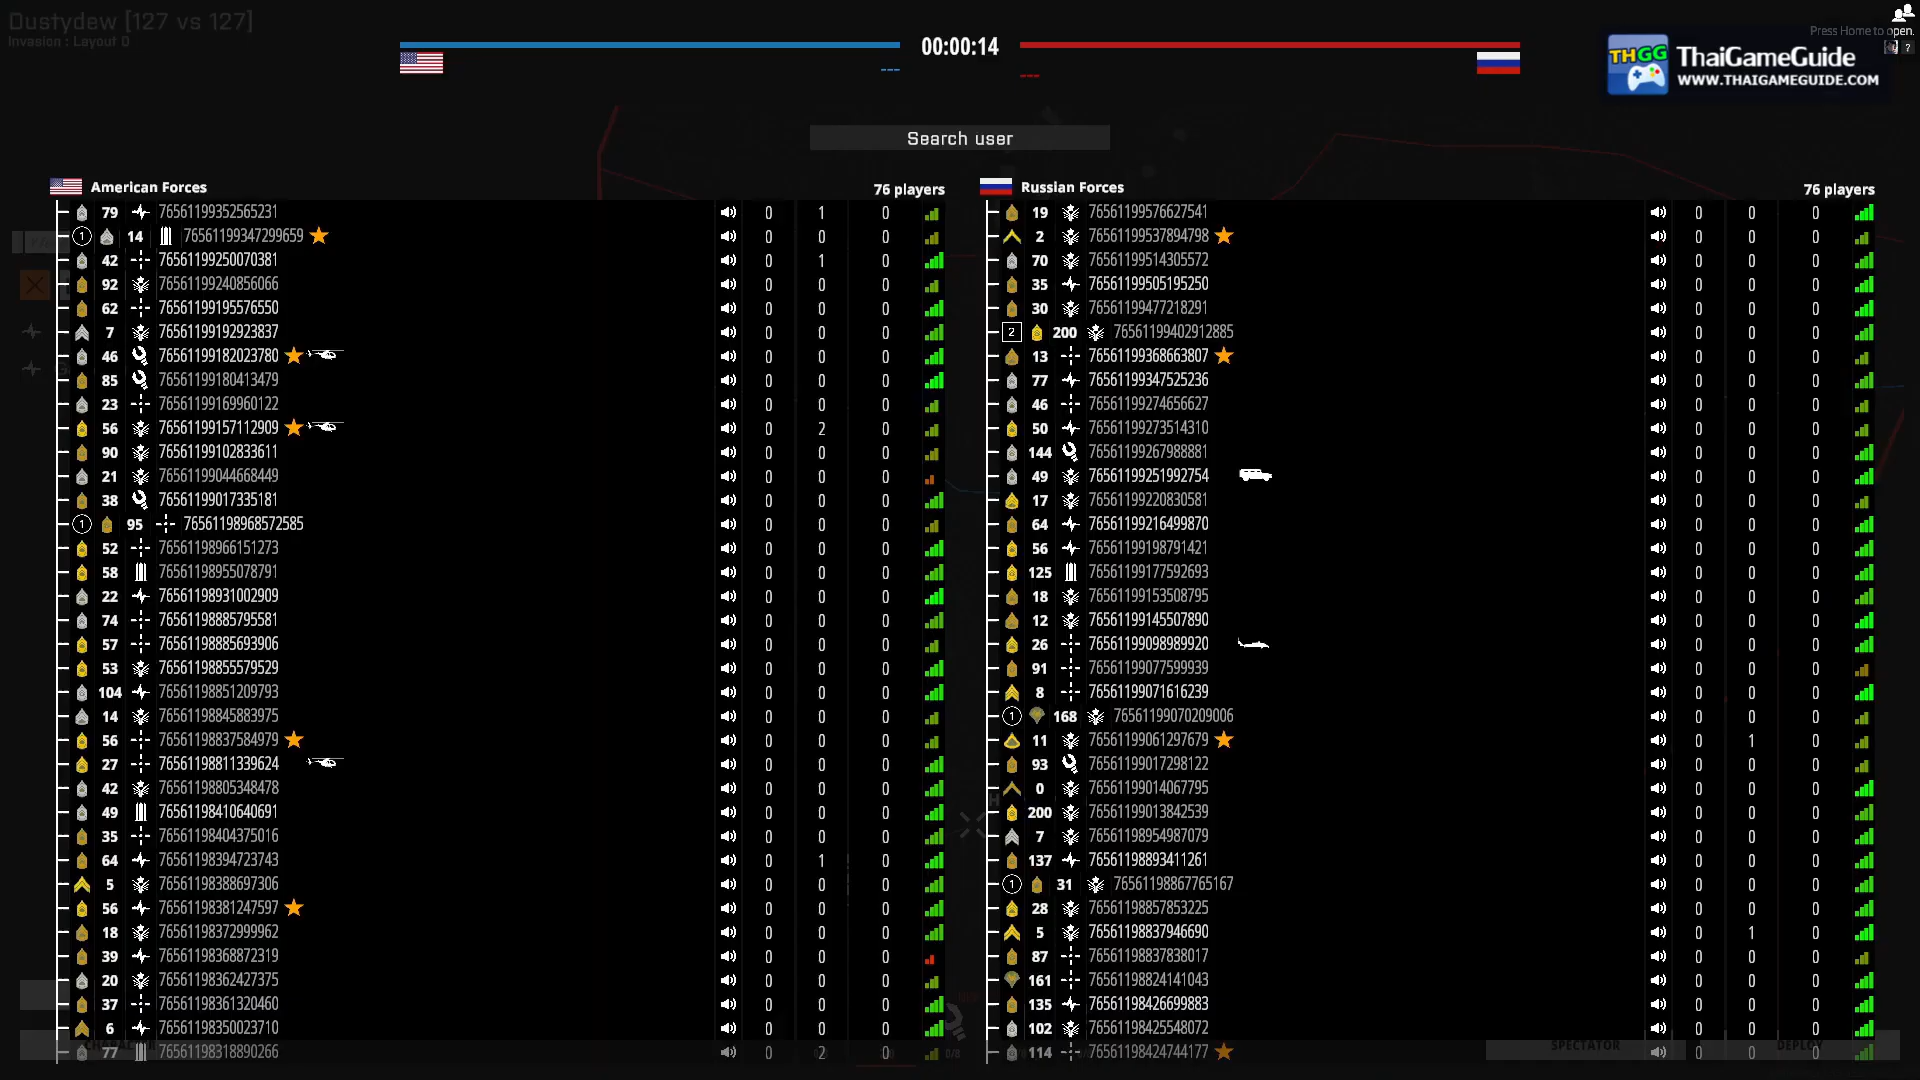 Dustydew [127 vs 127]
Invasion : Layout 0
00:00:14
Press Home to open.
THGG ThaiGameGuide
WWW.THAIGAMEGUIDE.COM
Search user
American Forces 76 players
79 76561199352565231 0 1 0
1 14 76561199347299659 0 0 0
42 76561199250070381 0 1 0
92 76561199240856066 0 0 0
62 76561199195576550 0 0 0
7 76561199192923837 0 0 0
46 76561199182023780 0 0 0
85 76561199180413479 0 0 0
23 76561199169960122 0 0 0
56 76561199157112909 0 2 0
90 76561199102833611 0 0 0
21 76561199044668449 0 0 0
38 76561199017335181 0 0 0
1 95 76561198968572585 0 0 0
52 76561198966151273 0 0 0
58 76561198955078791 0 0 0
22 76561198931002909 0 0 0
74 76561198885795581 0 0 0
57 76561198885693906 0 0 0
53 76561198855579529 0 0 0
104 76561198851209793 0 0 0
14 76561198845883975 0 0 0
56 76561198837584979 0 0 0
27 76561198811339624 0 0 0
42 76561198805348478 0 0 0
49 76561198410640691 0 0 0
35 76561198404375016 0 0 0
64 76561198394723743 0 1 0
5 76561198388697306 0 0 0
56 76561198381247597 0 0 0
18 76561198372999962 0 0 0
39 76561198368872319 0 0 0
20 76561198362427375 0 0 0
37 76561198361320460 0 0 0
6 76561198350023710 0 0 0
77 76561198318890266 0 2 0
Russian Forces 76 players
19 76561199576627541 0 0 0
2 76561199537894798 0 0 0
70 76561199514305572 0 0 0
35 76561199505195250 0 0 0
30 76561199477218291 0 0 0
2 200 76561199402912885 0 0 0
13 76561199368663807 0 0 0
77 76561199347525236 0 0 0
46 76561199274656627 0 0 0
50 76561199273514310 0 0 0
144 76561199267988881 0 0 0
49 76561199251992754 0 0 0
17 76561199220830581 0 0 0
64 76561199216499870 0 0 0
56 76561199198791421 0 0 0
125 76561199177592693 0 0 0
18 76561199153508795 0 0 0
12 76561199145507890 0 0 0
26 76561199098989920 0 0 0
91 76561199077599939 0 0 0
8 76561199071616239 0 0 0
1 168 76561199070209006 0 0 0
11 76561199061297679 0 1 0
93 76561199017298122 0 0 0
0 76561199014067795 0 0 0
200 76561199013842539 0 0 0
7 76561198954987079 0 0 0
137 76561198893411261 0 0 0
1 31 76561198867765167 0 0 0
28 76561198857853225 0 0 0
5 76561198837946690 0 1 0
87 76561198837838017 0 0 0
161 76561198824141043 0 0 0
135 76561198426699883 0 0 0
102 76561198425548072 0 0 0
114 76561198424744177 0 0 0
SPECTATOR
DEPLOY